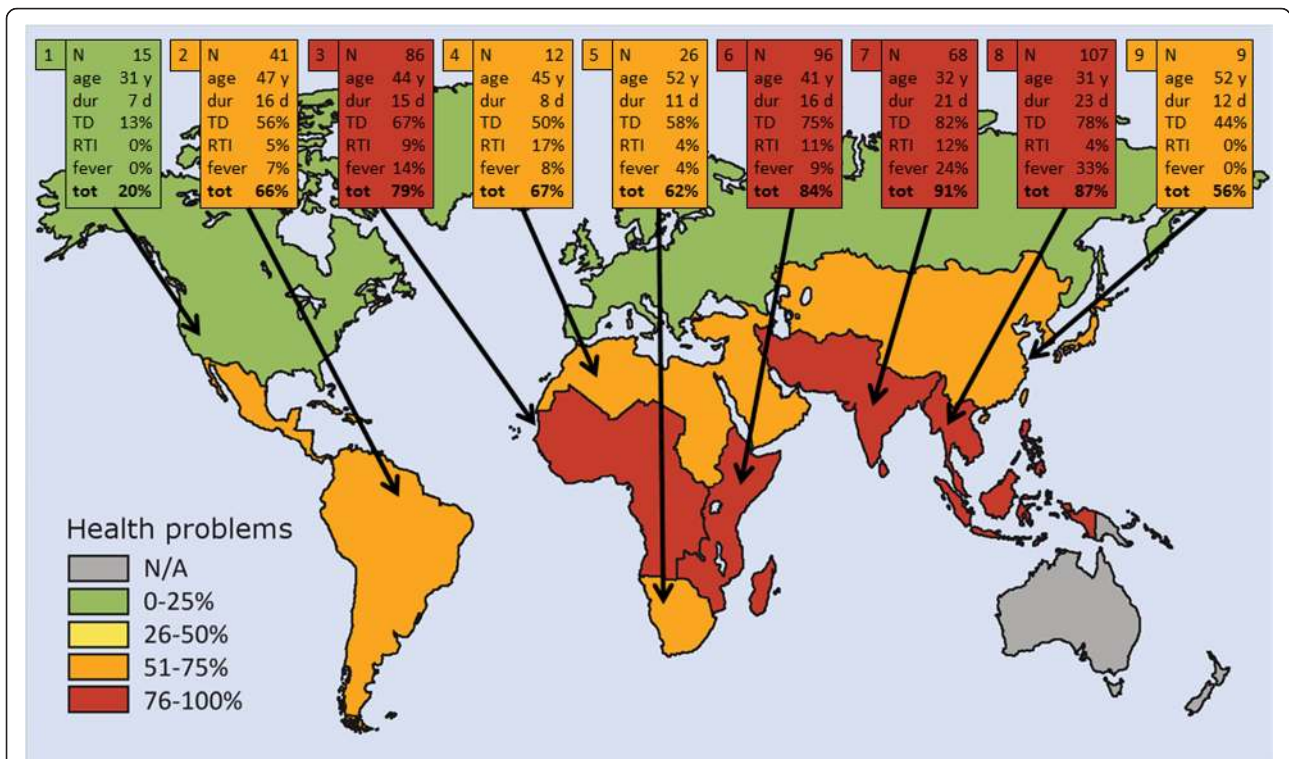 1
N 15
age 31 y
dur 7 d
TD 13%
RTI 0%
fever 0%
tot 20%
2
N 41
age 47 y
dur 16 d
TD 56%
RTI 5%
fever 7%
tot 66%
3
N 86
age 44 y
dur 15 d
TD 67%
RTI 9%
fever 14%
tot 79%
4
N 12
age 45 y
dur 8 d
TD 50%
RTI 17%
fever 8%
tot 67%
5
N 26
age 52 y
dur 11 d
TD 58%
RTI 4%
fever 4%
tot 62%
6
N 96
age 41 y
dur 16 d
TD 75%
RTI 11%
fever 9%
tot 84%
7
N 68
age 32 y
dur 21 d
TD 82%
RTI 12%
fever 24%
tot 91%
8
N 107
age 31 y
dur 23 d
TD 78%
RTI 4%
fever 33%
tot 87%
9
N 9
age 52 y
dur 12 d
TD 44%
RTI 0%
fever 0%
tot 56%
Health problems
N/A
0-25%
26-50%
51-75%
76-100%